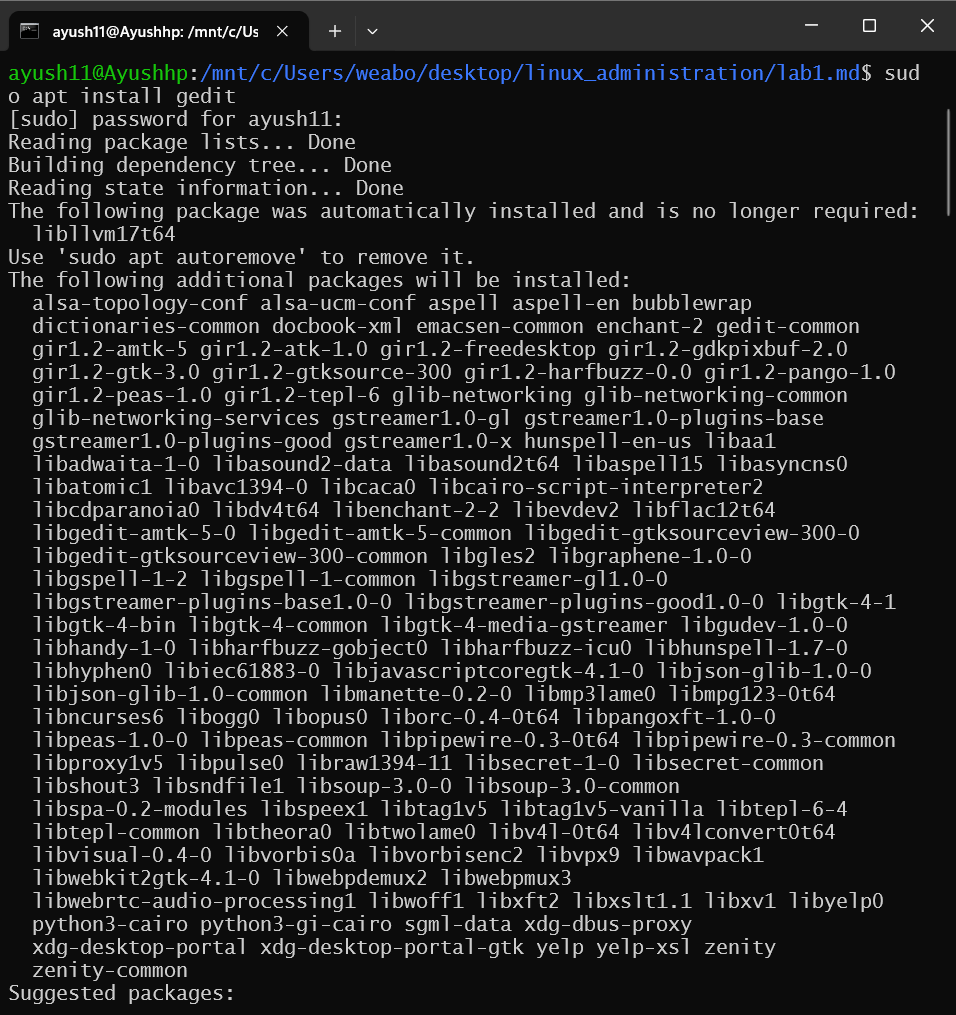 ayush11@Ayushhp: /mnt/c/Us
ayush11@Ayushhp:/mnt/c/Users/weabo/desktop/linux_administration/lab1.md$ sud
o apt install gedit
[sudo] password for ayush11:
Reading package lists... Done
Building dependency tree... Done
Reading state information... Done
The following package was automatically installed and is no longer required:
  libllvm17t64
Use 'sudo apt autoremove' to remove it.
The following additional packages will be installed:
  alsa-topology-conf alsa-ucm-conf aspell aspell-en bubblewrap
  dictionaries-common docbook-xml emacsen-common enchant-2 gedit-common
  gir1.2-amtk-5 gir1.2-atk-1.0 gir1.2-freedesktop gir1.2-gdkpixbuf-2.0
  gir1.2-gtk-3.0 gir1.2-gtksource-300 gir1.2-harfbuzz-0.0 gir1.2-pango-1.0
  gir1.2-peas-1.0 gir1.2-tepl-6 glib-networking glib-networking-common
  glib-networking-services gstreamer1.0-gl gstreamer1.0-plugins-base
  gstreamer1.0-plugins-good gstreamer1.0-x hunspell-en-us libaa1
  libadwaita-1-0 libasound2-data libasound2t64 libaspell15 libasyncns0
  libatomic1 libavc1394-0 libcaca0 libcairo-script-interpreter2
  libcdparanoia0 libdv4t64 libenchant-2-2 libevdev2 libflac12t64
  libgedit-amtk-5-0 libgedit-amtk-5-common libgedit-gtksourceview-300-0
  libgedit-gtksourceview-300-common libgles2 libgraphene-1.0-0
  libgspell-1-2 libgspell-1-common libgstreamer-gl1.0-0
  libgstreamer-plugins-base1.0-0 libgstreamer-plugins-good1.0-0 libgtk-4-1
  libgtk-4-bin libgtk-4-common libgtk-4-media-gstreamer libgudev-1.0-0
  libhandy-1-0 libharfbuzz-gobject0 libharfbuzz-icu0 libhunspell-1.7-0
  libhyphen0 libiec61883-0 libjavascriptcoregtk-4.1-0 libjson-glib-1.0-0
  libjson-glib-1.0-common libmanette-0.2-0 libmp3lame0 libmpg123-0t64
  libncurses6 libogg0 libopus0 liborc-0.4-0t64 libpangoxft-1.0-0
  libpeas-1.0-0 libpeas-common libpipewire-0.3-0t64 libpipewire-0.3-common
  libproxy1v5 libpulse0 libraw1394-11 libsecret-1-0 libsecret-common
  libshout3 libsndfile1 libsoup-3.0-0 libsoup-3.0-common
  libspa-0.2-modules libspeex1 libtag1v5 libtag1v5-vanilla libtepl-6-4
  libtepl-common libtheora0 libtwolame0 libv4l-0t64 libv4lconvert0t64
  libvisual-0.4-0 libvorbis0a libvorbisenc2 libvpx9 libwavpack1
  libwebkit2gtk-4.1-0 libwebpdemux2 libwebpmux3
  libwebrtc-audio-processing1 libwoff1 libxft2 libxslt1.1 libxv1 libyelp0
  python3-cairo python3-gi-cairo sgml-data xdg-dbus-proxy
  xdg-desktop-portal xdg-desktop-portal-gtk yelp yelp-xsl zenity
  zenity-common
Suggested packages: